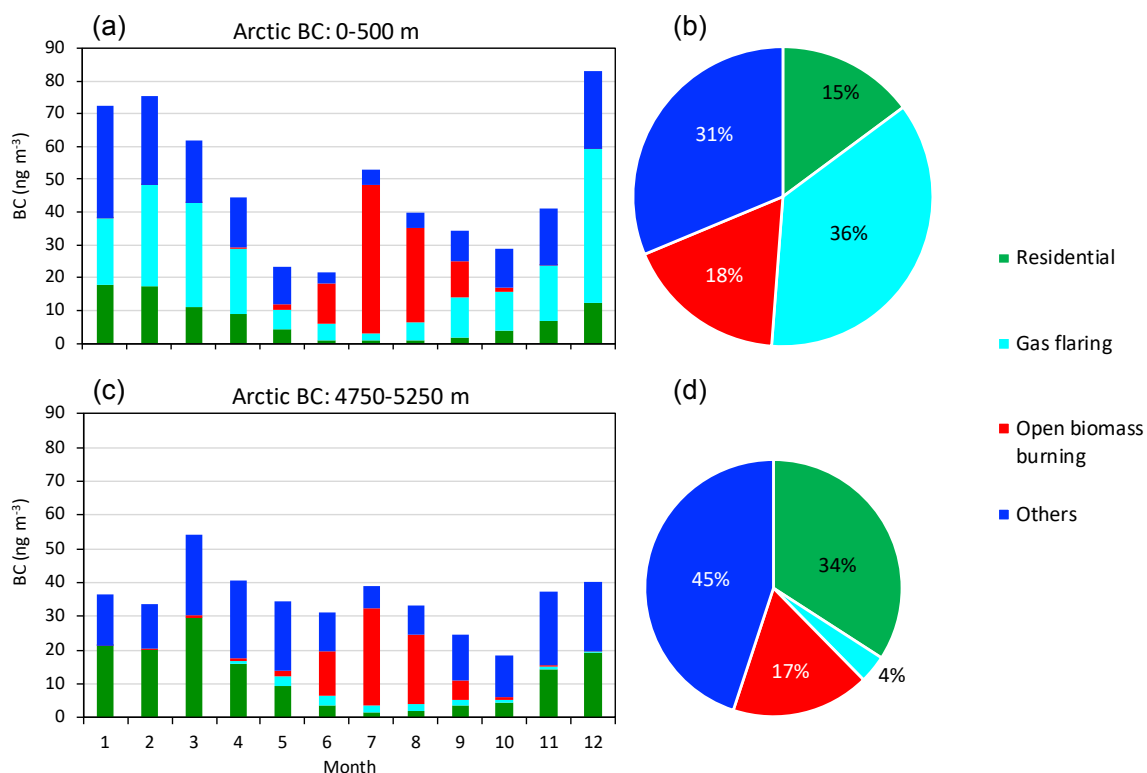 (a)
Arctic BC: 0-500 m
BC (ng m⁻³)
90
80
70
60
50
40
30
20
10
0
(b)
15%
36%
18%
31%
Residential
Gas flaring
Open biomass
burning
Others
(c)
Arctic BC: 4750-5250 m
BC (ng m⁻³)
90
80
70
60
50
40
30
20
10
0
1 2 3 4 5 6 7 8 9 10 11 12
Month
(d)
34%
4%
17%
45%